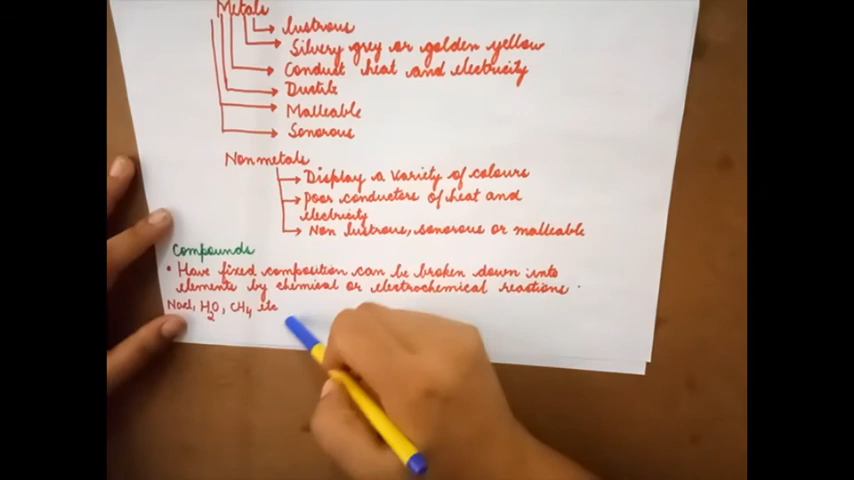 Metals
lustrous
Silvery grey or golden yellow
Conduct heat and electricity
Ductile
Malleable
Sonorous
Nonmetals
Display a variety of colours
Poor conductors of heat and
electricity
Non lustrous, sonorous or malleable
Compounds
• Have fixed composition can be broken down into
elements by chemical or electrochemical reactions.
Nacl, H2O, CH4 etc